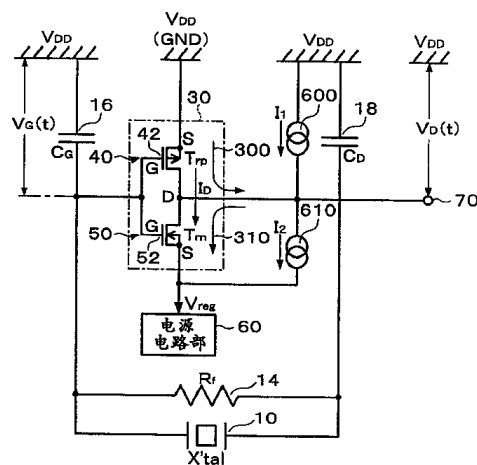 VDD
VDD
(GND)
VDD
VDD
VG(t)
16
30
I1
600
18
VD(t)
CG
42
S
300
CD
40
G
Trp
ID
D
70
50
G
Tm
310
610
52
S
I2
Vreg
电源
电路部
60
Rf
14
10
X'tal